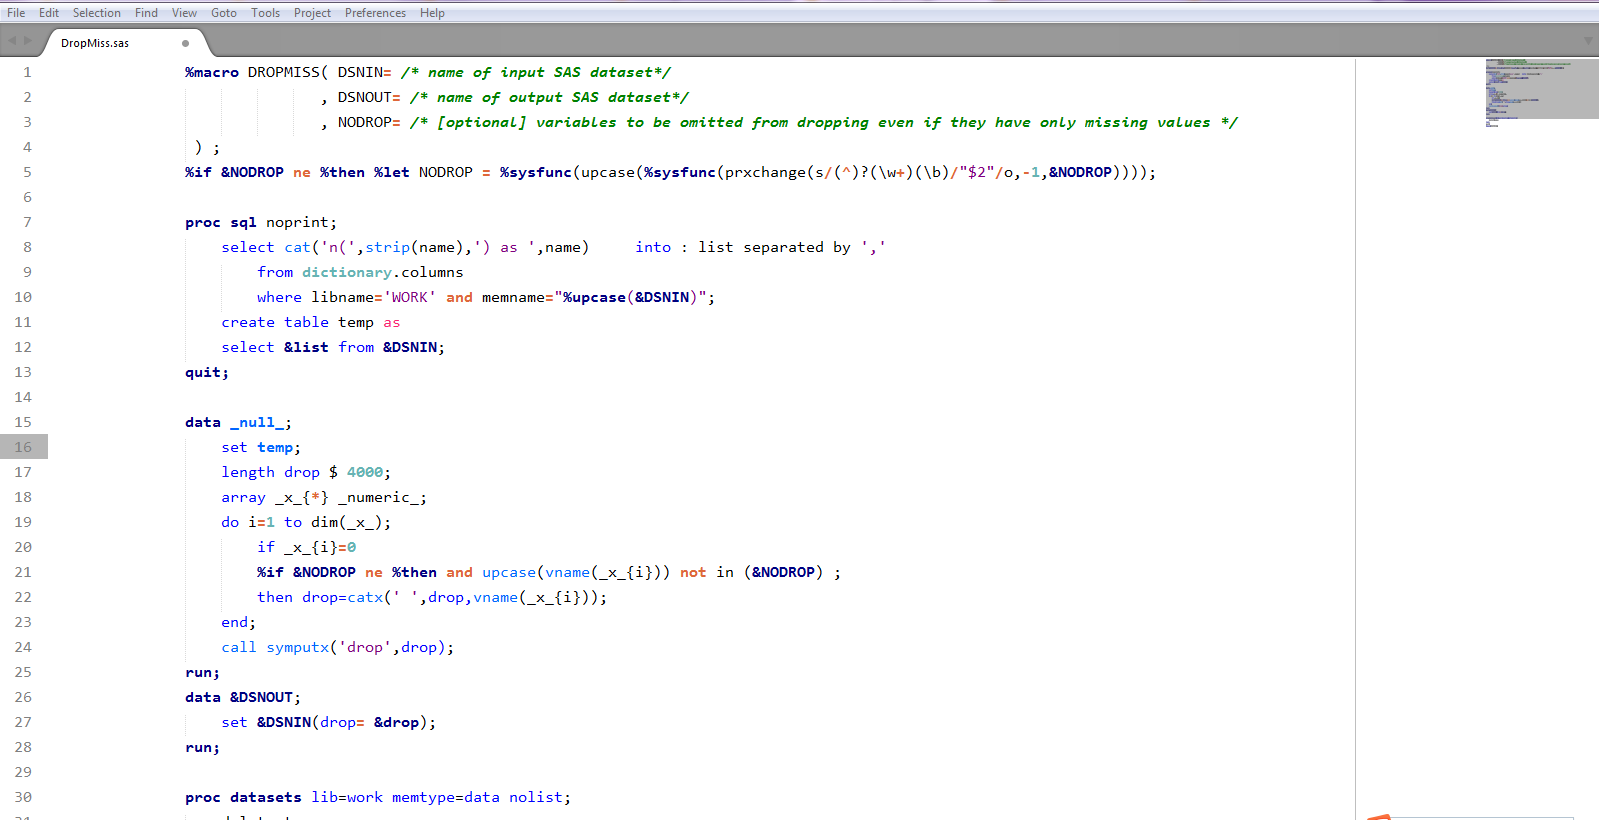 File Edit Selection Find View Goto Tools Project Preferences Help
DropMiss.sas
1 %macro DROPMISS( DSNIN= /* name of input SAS dataset*/
2 , DSNOUT= /* name of output SAS dataset*/
3 , NODROP= /* [optional] variables to be omitted from dropping even if they have only missing values */
4 ) ;
5 %if &NODROP ne %then %let NODROP = %sysfunc(upcase(%sysfunc(prxchange(s/(^)?(\w+)(\b)/"$2"/o,-1,&NODROP))));
6
7 proc sql noprint;
8 select cat('n(',strip(name),') as ',name)     into : list separated by ','
9 from dictionary.columns
10 where libname='WORK' and memname="%upcase(&DSNIN)";
11 create table temp as
12 select &list from &DSNIN;
13 quit;
14
15 data _null_;
16 set temp;
17 length drop $ 4000;
18 array _x_{*} _numeric_;
19 do i=1 to dim(_x_);
20 if _x_{i}=0
21 %if &NODROP ne %then and upcase(vname(_x_{i})) not in (&NODROP) ;
22 then drop=catx(' ',drop,vname(_x_{i}));
23 end;
24 call symputx('drop',drop);
25 run;
26 data &DSNOUT;
27 set &DSNIN(drop= &drop);
28 run;
29
30 proc datasets lib=work memtype=data nolist;